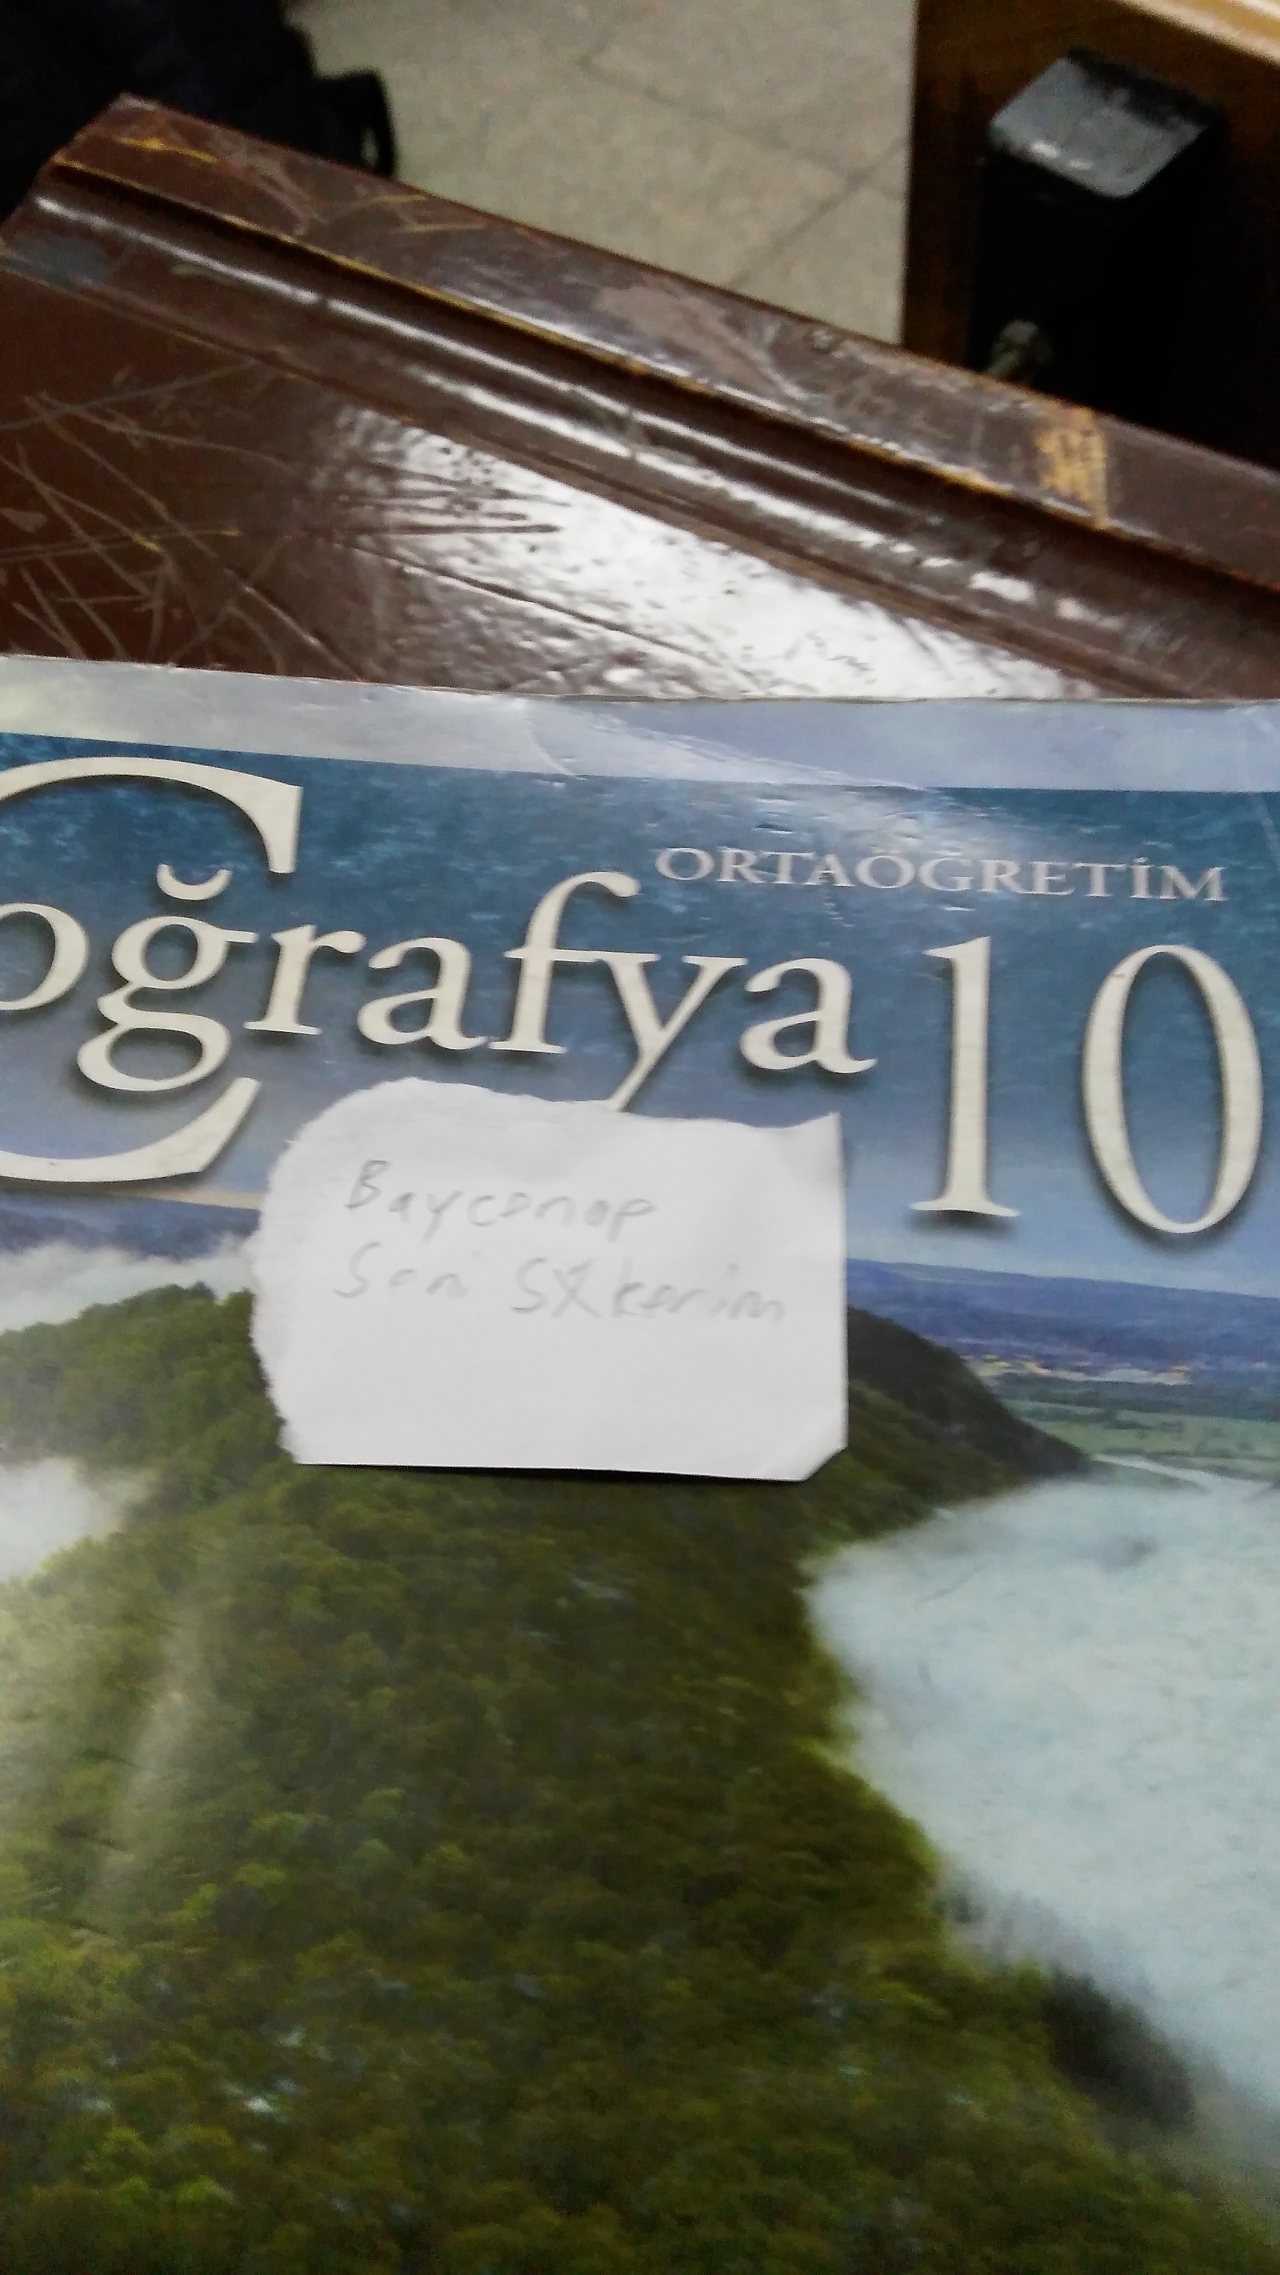 ORTAÖĞRETİM
Coğrafya 10
Bayconop
Seni SXkerim